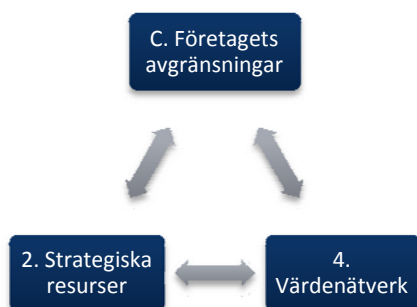 C. Företagets
avgränsningar
2. Strategiska
resurser
4.
Värdenätverk